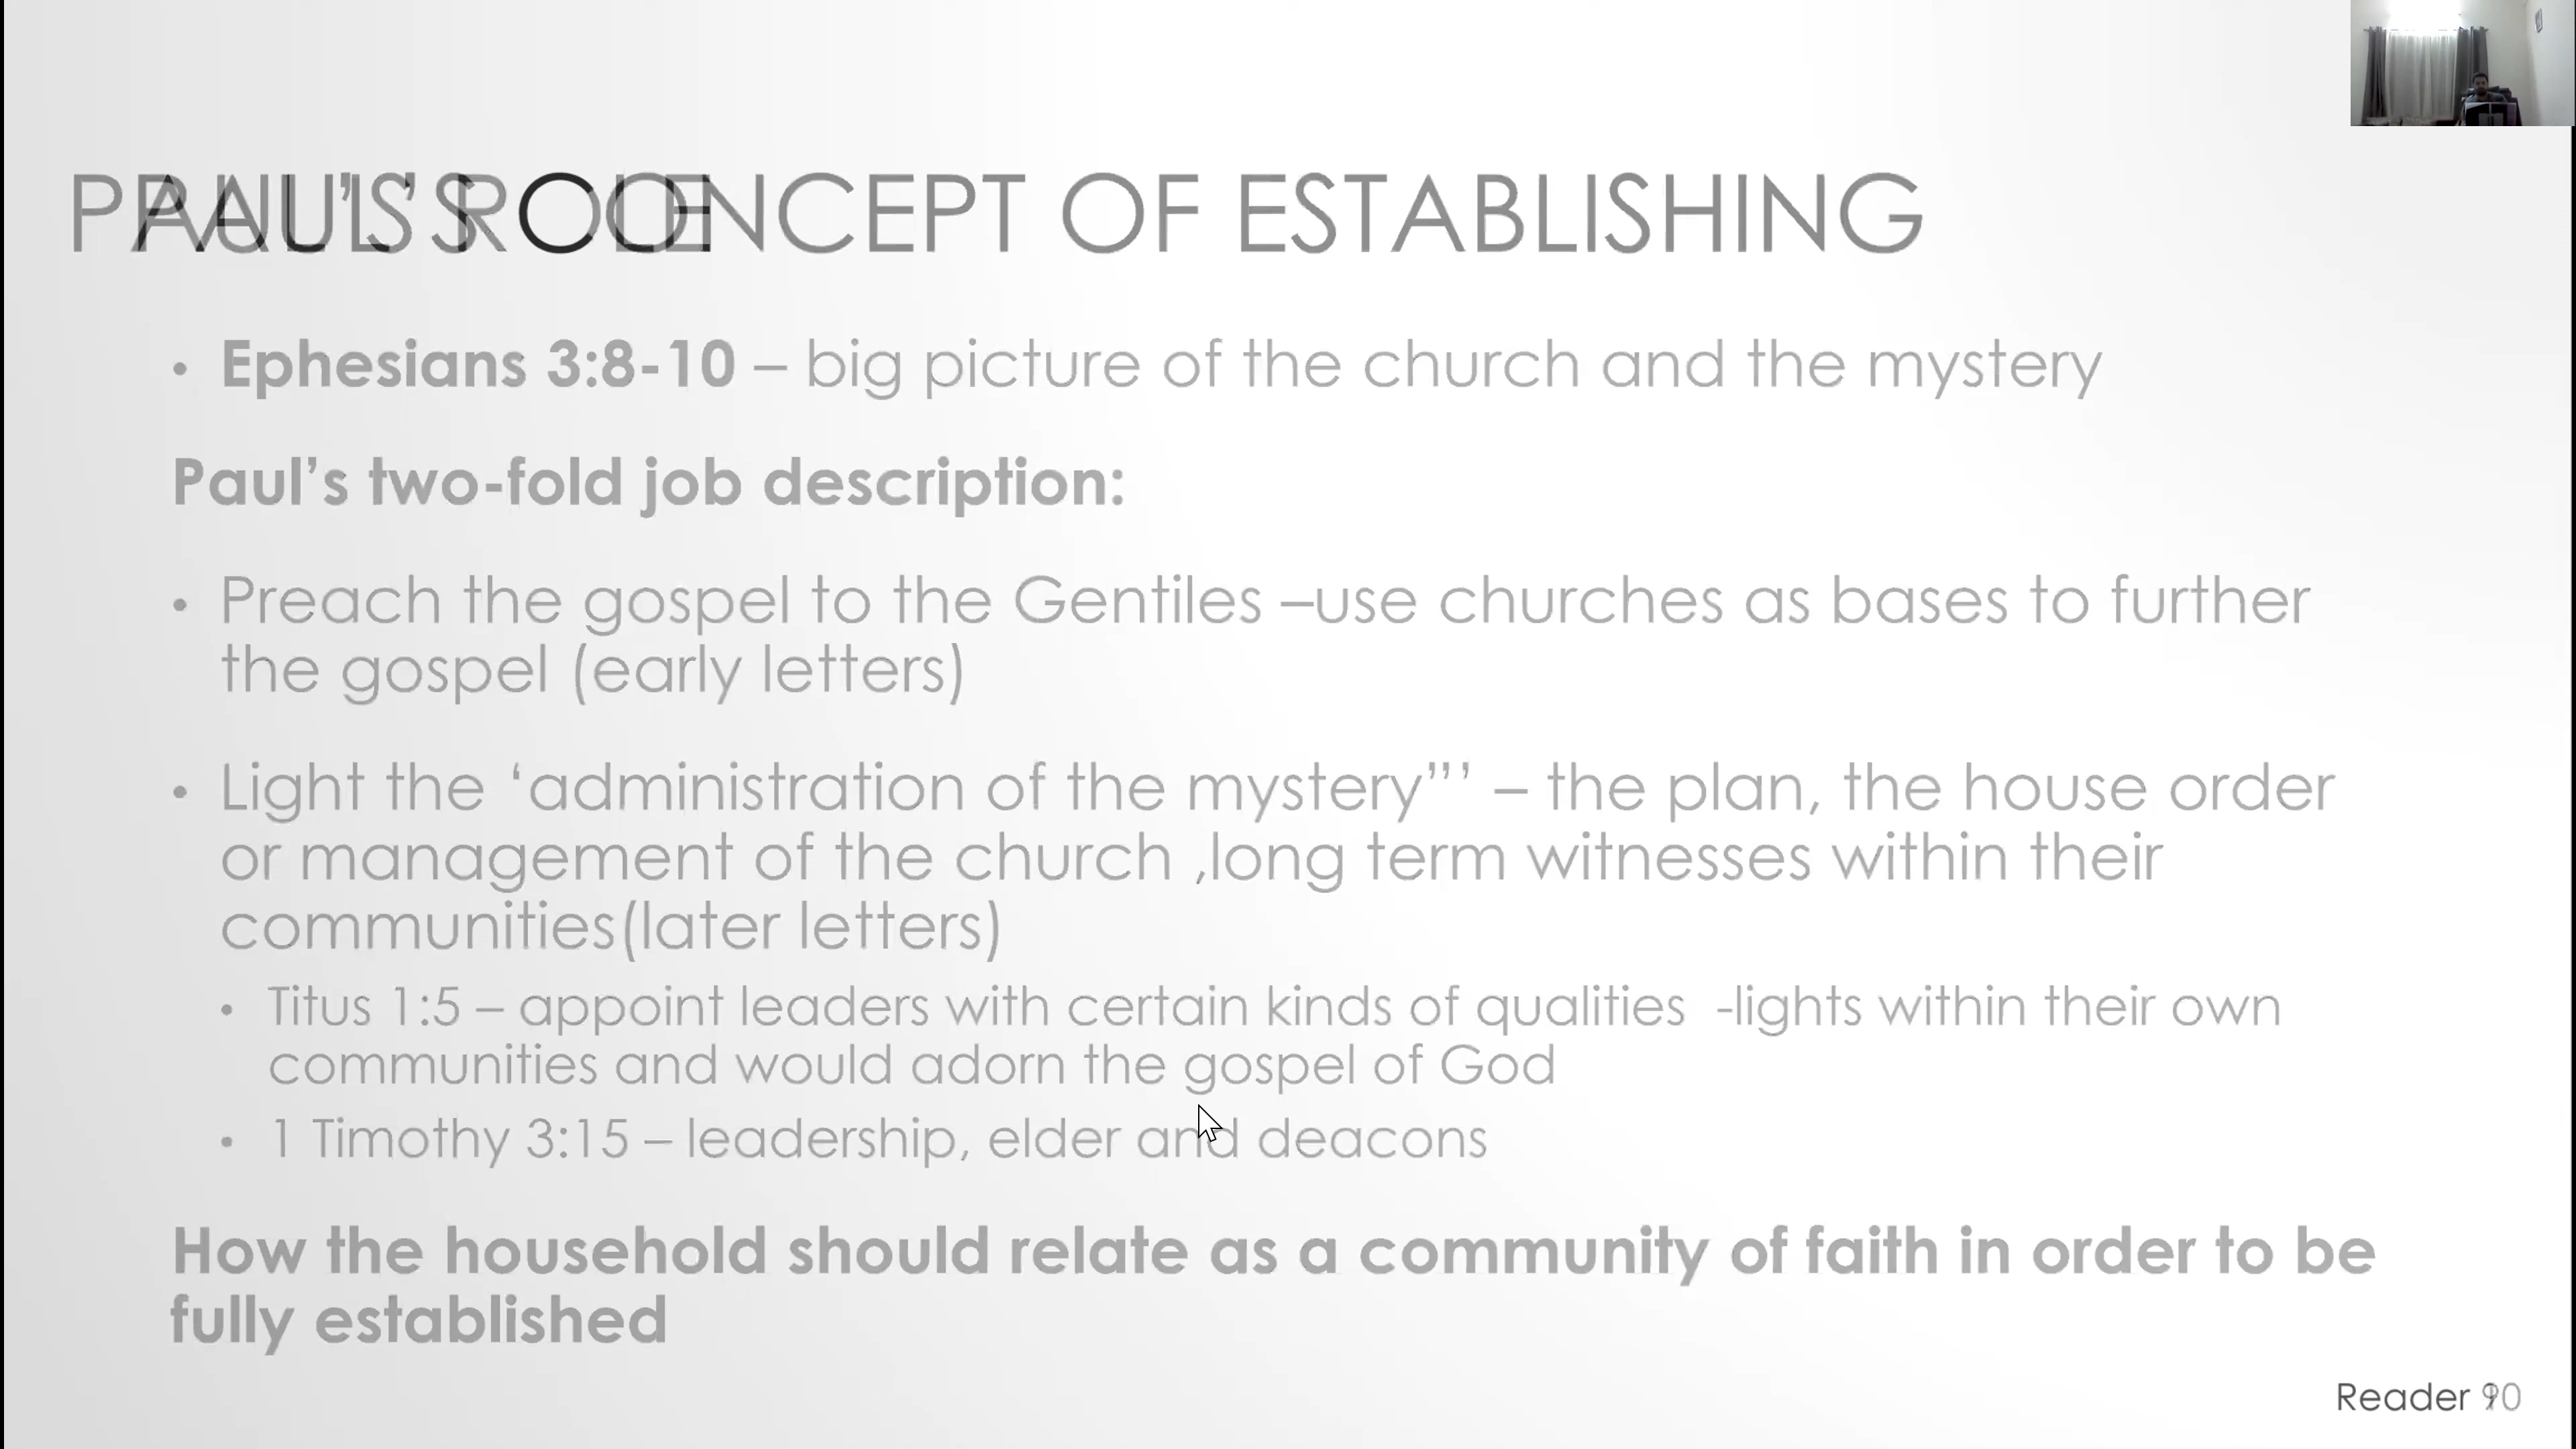 PAUL'S ROLE
PAUL'S CONCEPT OF ESTABLISHING
• Ephesians 3:8-10 – big picture of the church and the mystery
Paul’s two-fold job description:
• Preach the gospel to the Gentiles –use churches as bases to further
the gospel (early letters)
• Light the ‘administration of the mystery”’ – the plan, the house order
or management of the church ,long term witnesses within their
communities(later letters)
• Titus 1:5 – appoint leaders with certain kinds of qualities  -lights within their own
communities and would adorn the gospel of God
• 1 Timothy 3:15 – leadership, elder and deacons
How the household should relate as a community of faith in order to be
fully established
Reader